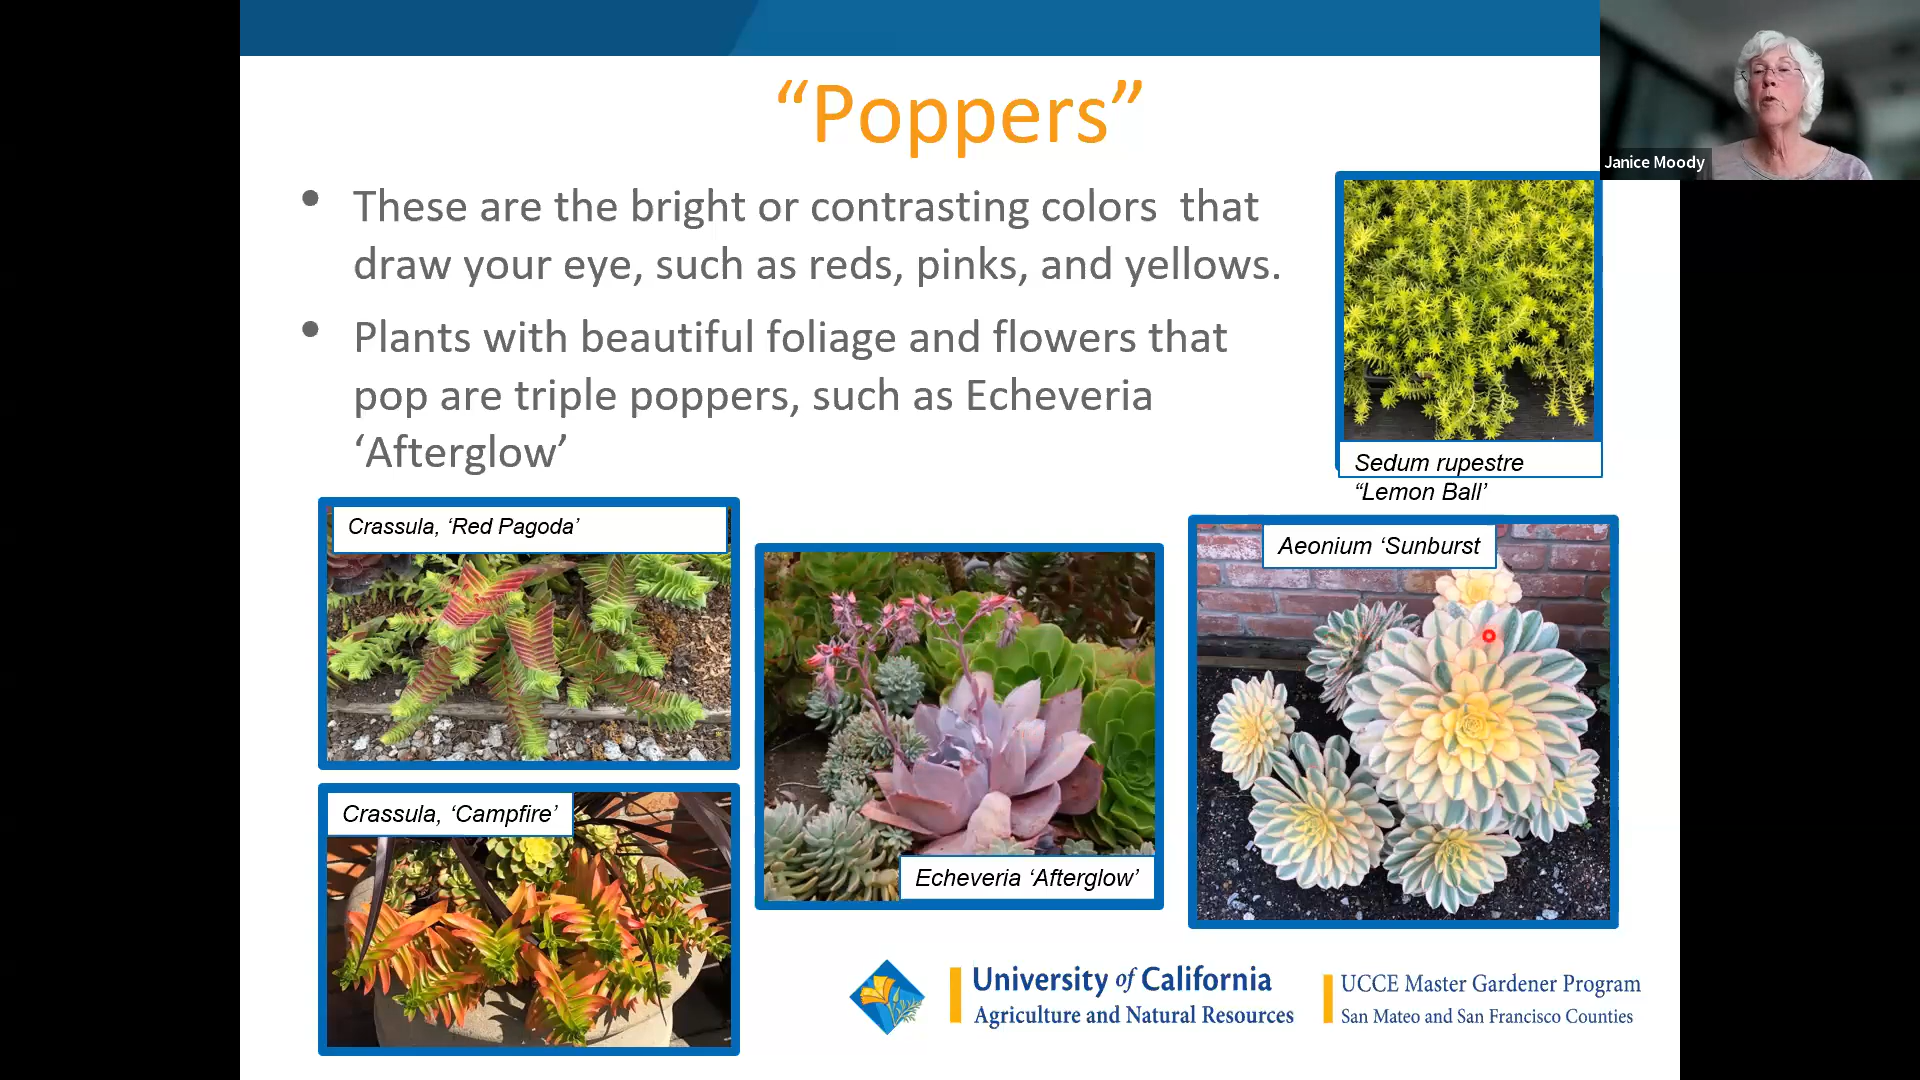 “Poppers”
Janice Moody
• These are the bright or contrasting colors  that
draw your eye, such as reds, pinks, and yellows.
• Plants with beautiful foliage and flowers that
pop are triple poppers, such as Echeveria
‘Afterglow’
Sedum rupestre
“Lemon Ball’
Crassula, ‘Red Pagoda’
Aeonium ‘Sunburst
Crassula, ‘Campfire’
Echeveria ‘Afterglow’
University of California
Agriculture and Natural Resources
UCCE Master Gardener Program
San Mateo and San Francisco Counties